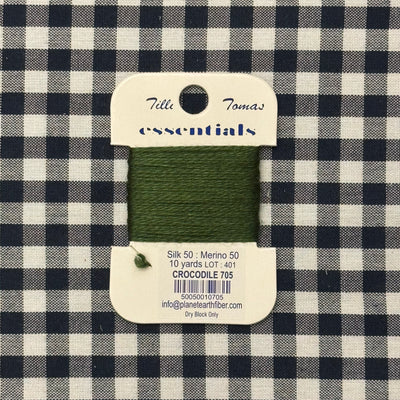 Tilli Tomas
essentials
Silk 50 : Merino 50
10 yards LOT : 401
CROCODILE 705
50050010705
info@planetearthfiber.com
Dry Block Only